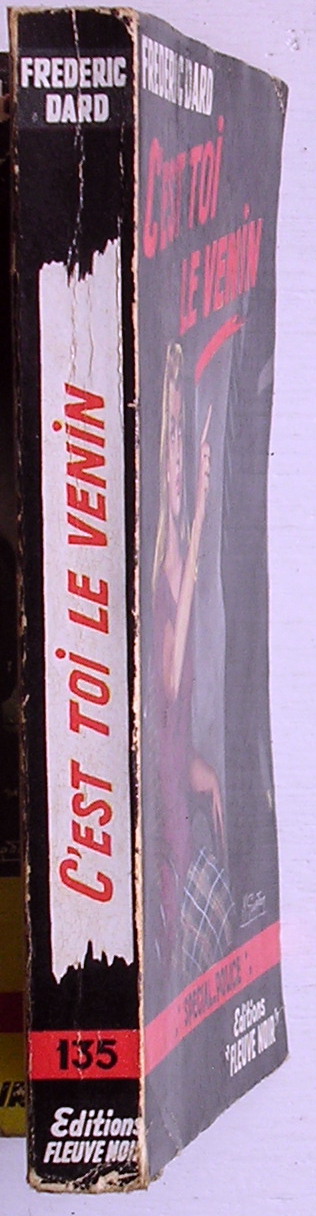 FREDERIC
DARD
C'EST TOI LE VENIN
135
Editions
FLEUVE NOI
FREDERIC DARD
C'EST TOI
LE VENIN
SPECIAL-POLICE
Editions
"FLEUVE NOIR"